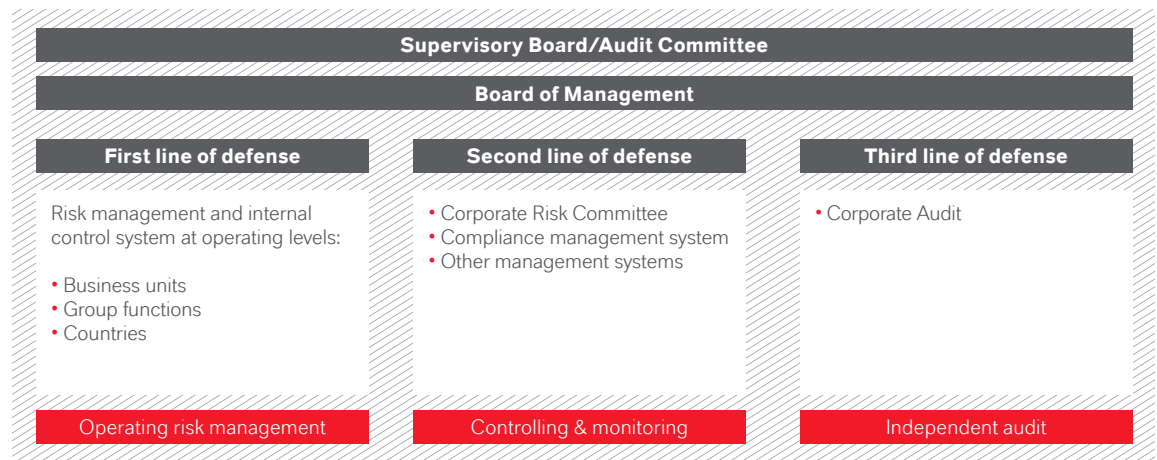 Supervisory Board/Audit Committee
Board of Management
First line of defense
Risk management and internal
control system at operating levels:
• Business units
• Group functions
• Countries
Operating risk management
Second line of defense
• Corporate Risk Committee
• Compliance management system
• Other management systems
Controlling & monitoring
Third line of defense
• Corporate Audit
Independent audit